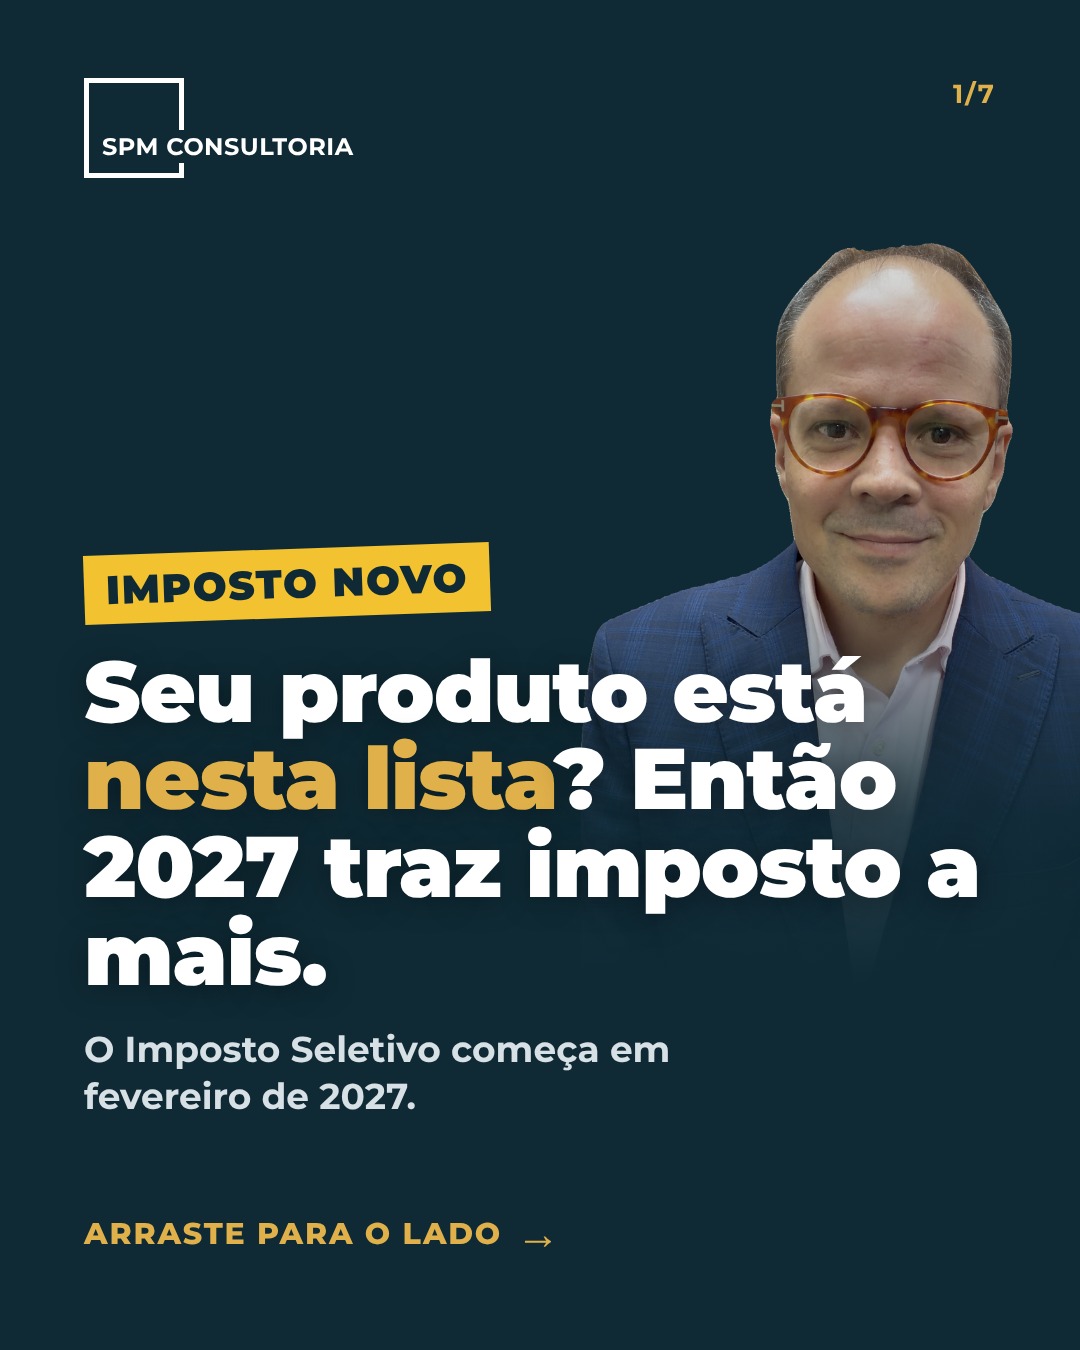 SPM CONSULTORIA
1/7
IMPOSTO NOVO
Seu produto está
nesta lista? Então
2027 traz imposto a
mais.
O Imposto Seletivo começa em
fevereiro de 2027.
ARRASTE PARA O LADO →